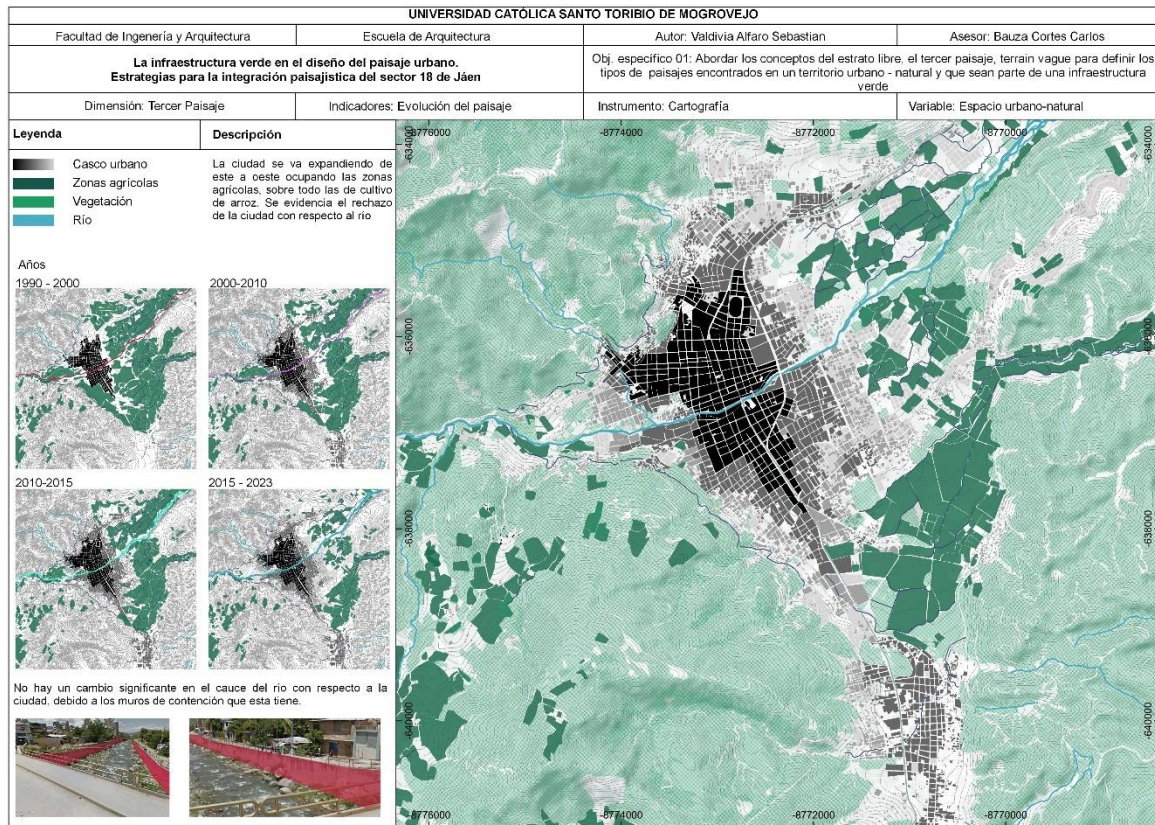 UNIVERSIDAD CATÓLICA SANTO TORIBIO DE MOGROVEJO
Facultad de Ingenería y Arquitectura
Escuela de Arquitectura
Autor: Valdivia Alfaro Sebastian
Asesor: Bauza Cortes Carlos
La infraestructura verde en el diseño del paisaje urbano.
Estrategias para la integración paisajistica del sector 18 de Jáen
Obj. específico 01: Abordar los conceptos del estrato libre, el tercer paisaje, terrain vague para definir los
tipos de paisajes encontrados en un territorio urbano - natural y que sean parte de una infraestructura
verde
Dimensión: Tercer Paisaje
Indicadores: Evolución del paisaje
Instrumento: Cartografía
Variable: Espacio urbano-natural
Leyenda
Casco urbano
Zonas agrícolas
Vegetación
Río
Descripción
La ciudad se va expandiendo de
este a oeste ocupando las zonas
agrícolas, sobre todo las de cultivo
de arroz. Se evidencia el rechazo
de la ciudad con respecto al río
Años
1990 - 2000
2000-2010
2010-2015
2015 - 2023
No hay un cambio significante en el cauce del rio con respecto a la
ciudad, debido a los muros de contención que esta tiene.
-8776000
-8774000
-8772000
-8770000
-634000
-634000
-636000
-636000
-638000
-638000
-640000
-640000
-8776000
-8774000
-8772000
-8770000